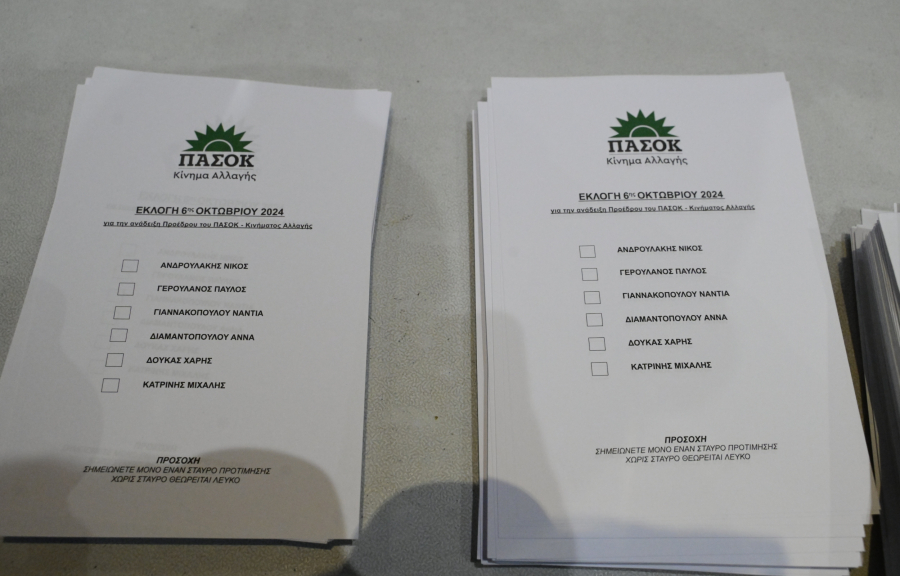 ΠΑΣΟΚ
Κίνημα Αλλαγής
ΕΚΛΟΓΗ 6ης ΟΚΤΩΒΡΙΟΥ 2024
για την ανάδειξη Προέδρου του ΠΑΣΟΚ - Κινήματος Αλλαγής
ΑΝΔΡΟΥΛΑΚΗΣ ΝΙΚΟΣ
ΓΕΡΟΥΛΑΝΟΣ ΠΑΥΛΟΣ
ΓΙΑΝΝΑΚΟΠΟΥΛΟΥ ΝΑΝΤΙΑ
ΔΙΑΜΑΝΤΟΠΟΥΛΟΥ ΑΝΝΑ
ΔΟΥΚΑΣ ΧΑΡΗΣ
ΚΑΤΡΙΝΗΣ ΜΙΧΑΛΗΣ
ΠΡΟΣΟΧΗ
ΣΗΜΕΙΩΝΕΤΕ ΜΟΝΟ ΕΝΑΝ ΣΤΑΥΡΟ ΠΡΟΤΙΜΗΣΗΣ
ΧΩΡΙΣ ΣΤΑΥΡΟ ΘΕΩΡΕΙΤΑΙ ΛΕΥΚΟ
ΠΑΣΟΚ
Κίνημα Αλλαγής
ΕΚΛΟΓΗ 6ης ΟΚΤΩΒΡΙΟΥ 2024
για την ανάδειξη Προέδρου του ΠΑΣΟΚ - Κινήματος Αλλαγής
ΑΝΔΡΟΥΛΑΚΗΣ ΝΙΚΟΣ
ΓΕΡΟΥΛΑΝΟΣ ΠΑΥΛΟΣ
ΓΙΑΝΝΑΚΟΠΟΥΛΟΥ ΝΑΝΤΙΑ
ΔΙΑΜΑΝΤΟΠΟΥΛΟΥ ΑΝΝΑ
ΔΟΥΚΑΣ ΧΑΡΗΣ
ΚΑΤΡΙΝΗΣ ΜΙΧΑΛΗΣ
ΠΡΟΣΟΧΗ
ΣΗΜΕΙΩΝΕΤΕ ΜΟΝΟ ΕΝΑΝ ΣΤΑΥΡΟ ΠΡΟΤΙΜΗΣΗΣ
ΧΩΡΙΣ ΣΤΑΥΡΟ ΘΕΩΡΕΙΤΑΙ ΛΕΥΚΟ